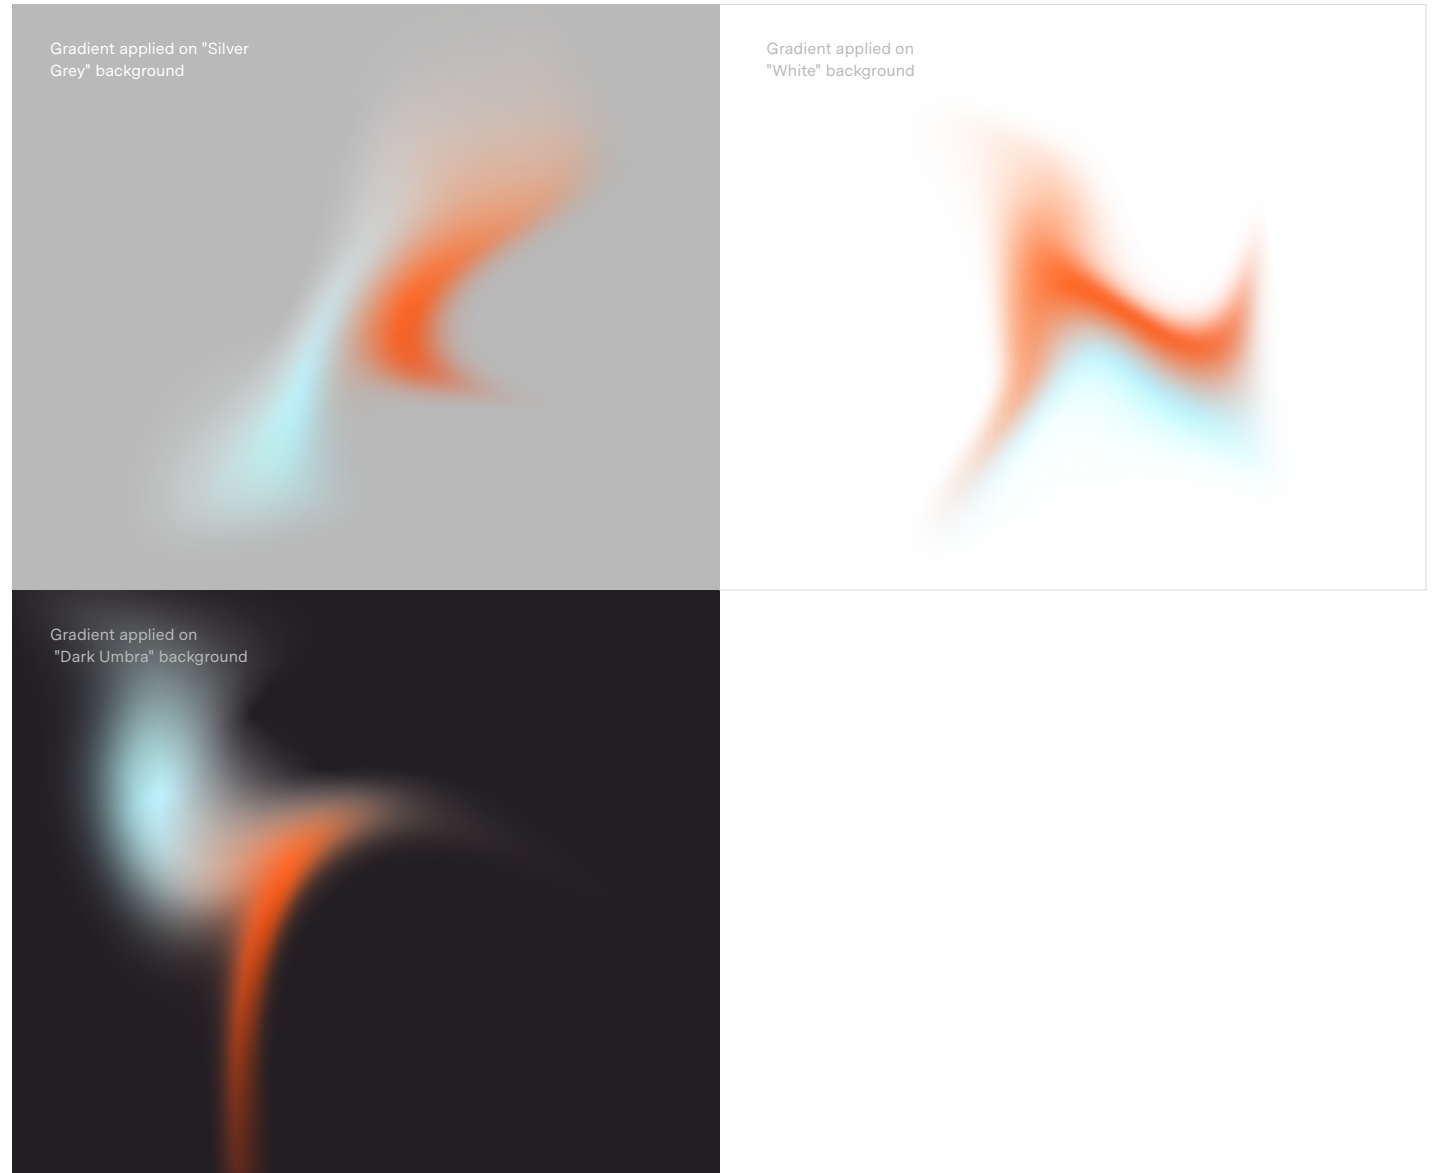 Gradient applied on "Silver
Grey" background
Gradient applied on
"White" background
Gradient applied on
"Dark Umbra" background